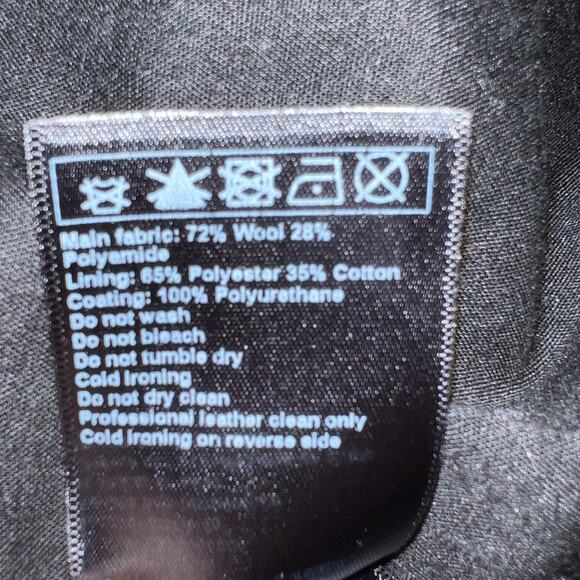 Main fabric: 72% Wool 28%
Polyamide
Lining: 65% Polyester 35% Cotton
Coating: 100% Polyurethane
Do not wash
Do not bleach
Do not tumble dry
Cold ironing
Do not dry clean
Professional leather clean only
Cold ironing on reverse side